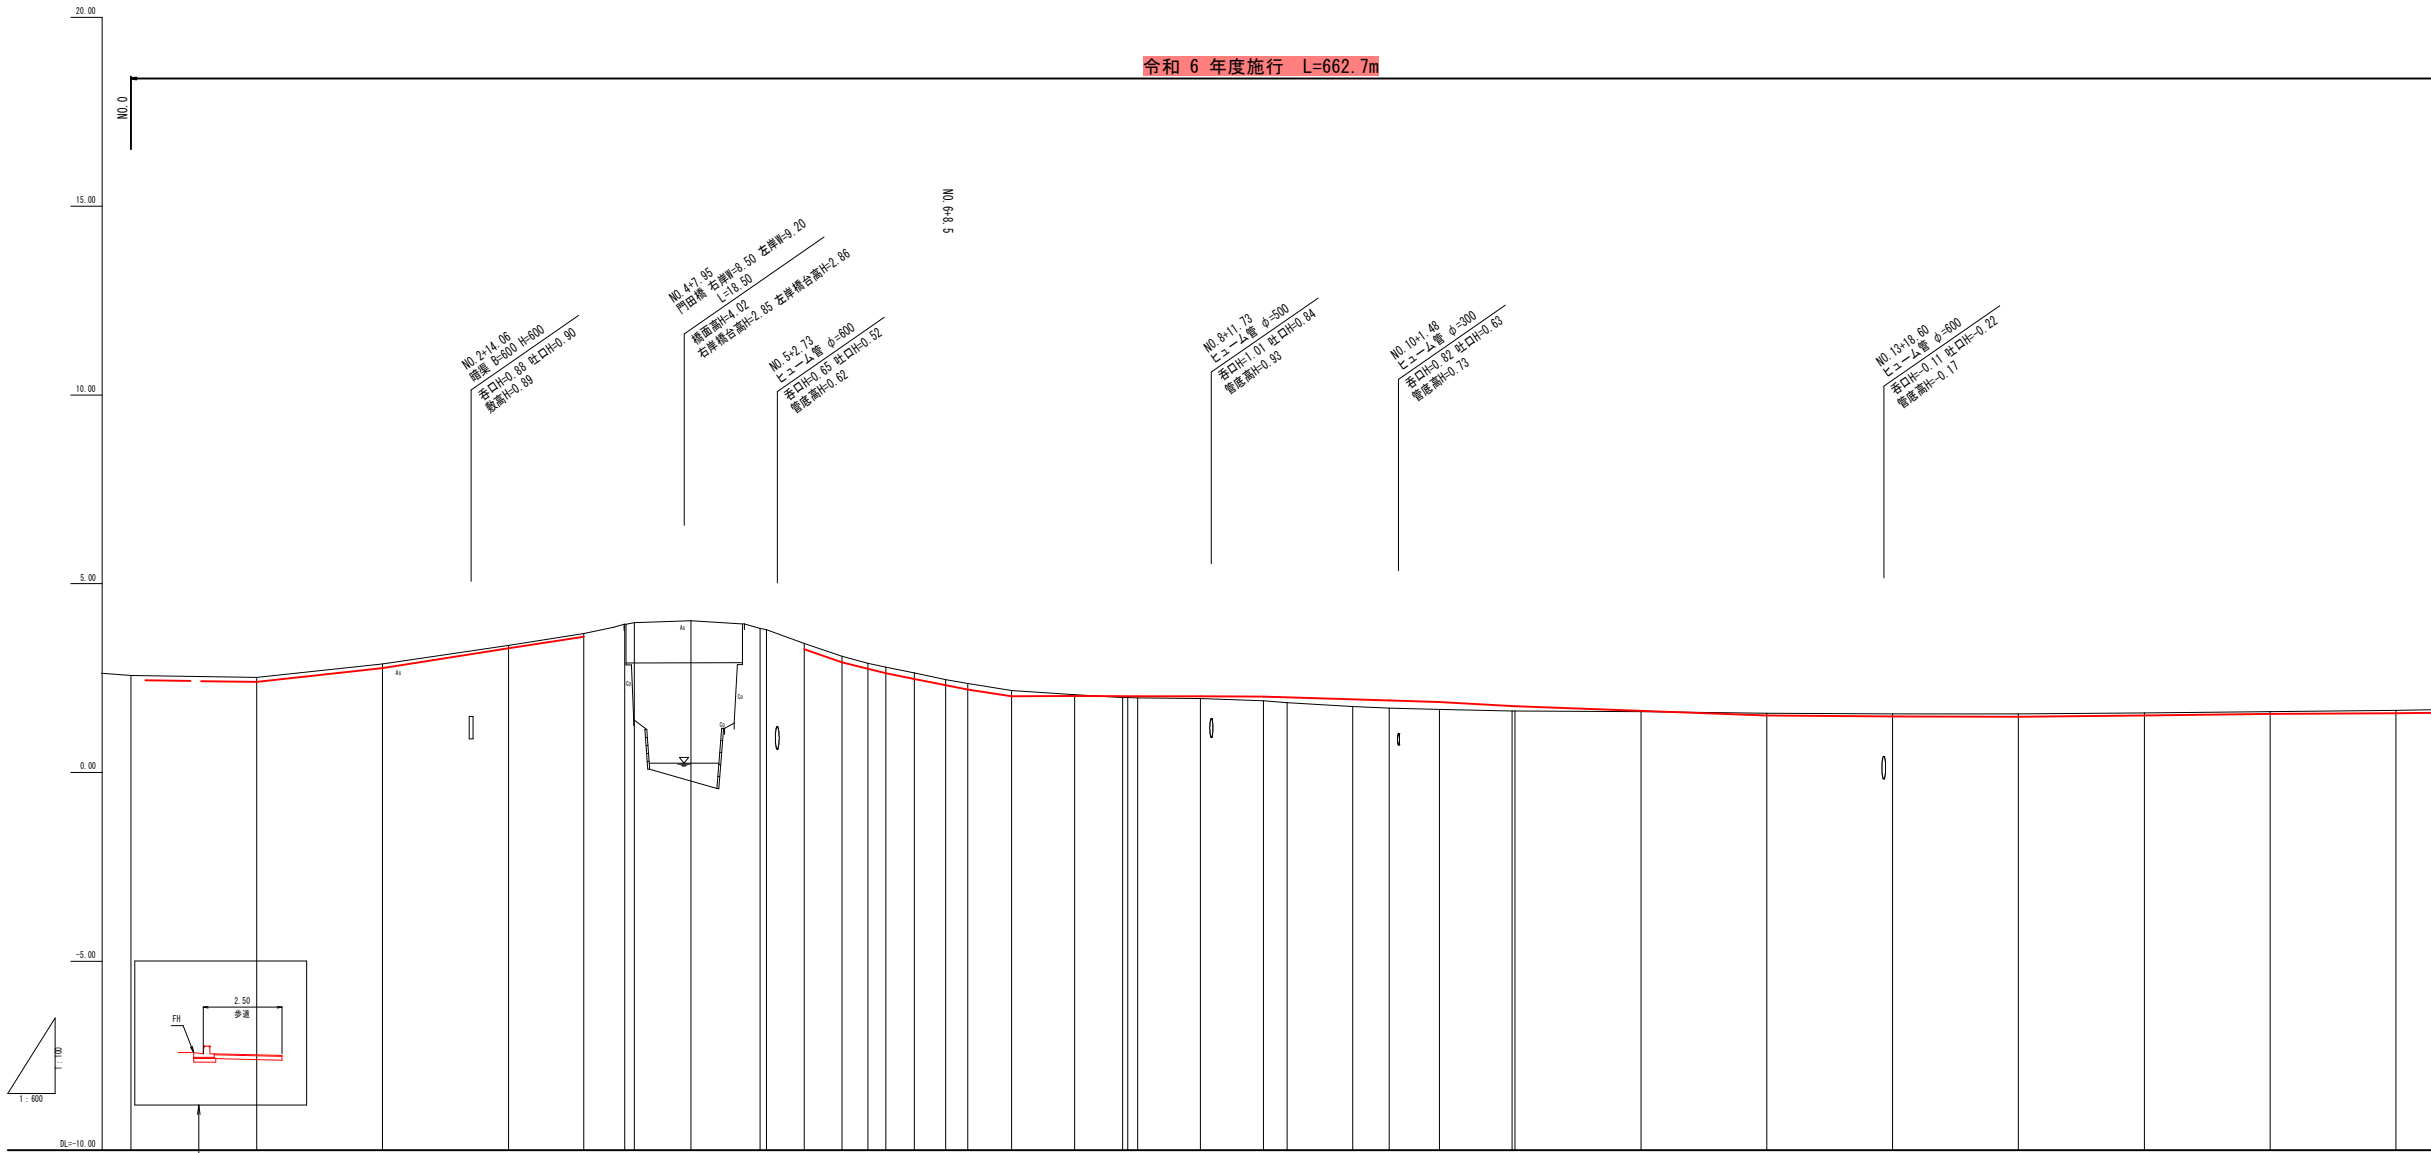 20.00
令和 6 年度施行 L=662.7m
NO.0
15.00
NO.6+8.5
NO.4+7.95
門田橋 右岸W=8.50 左岸W=9.20
L=18.50
橋面高H=4.02
右岸橋台高H=2.85 左岸橋台高H=2.86
NO.2+14.06
暗渠 B=600 H=600
呑口H=0.88 吐口H=0.90
敷高H=0.89
NO.5+2.73
ヒューム管 φ=600
呑口H=0.65 吐口H=0.52
管底高H=0.62
NO.8+11.73
ヒューム管 φ=500
呑口H=1.01 吐口H=0.84
管底高H=0.93
NO.10+1.48
ヒューム管 φ=300
呑口H=0.82 吐口H=0.63
管底高H=0.73
NO.13+18.60
ヒューム管 φ=600
呑口H=-0.11 吐口H=-0.22
管底高H=-0.17
10.00
5.00
As
As
Co
Co
Co
0.00
-5.00
2.50
歩道
FH
1:100
1:600
DL=-10.00